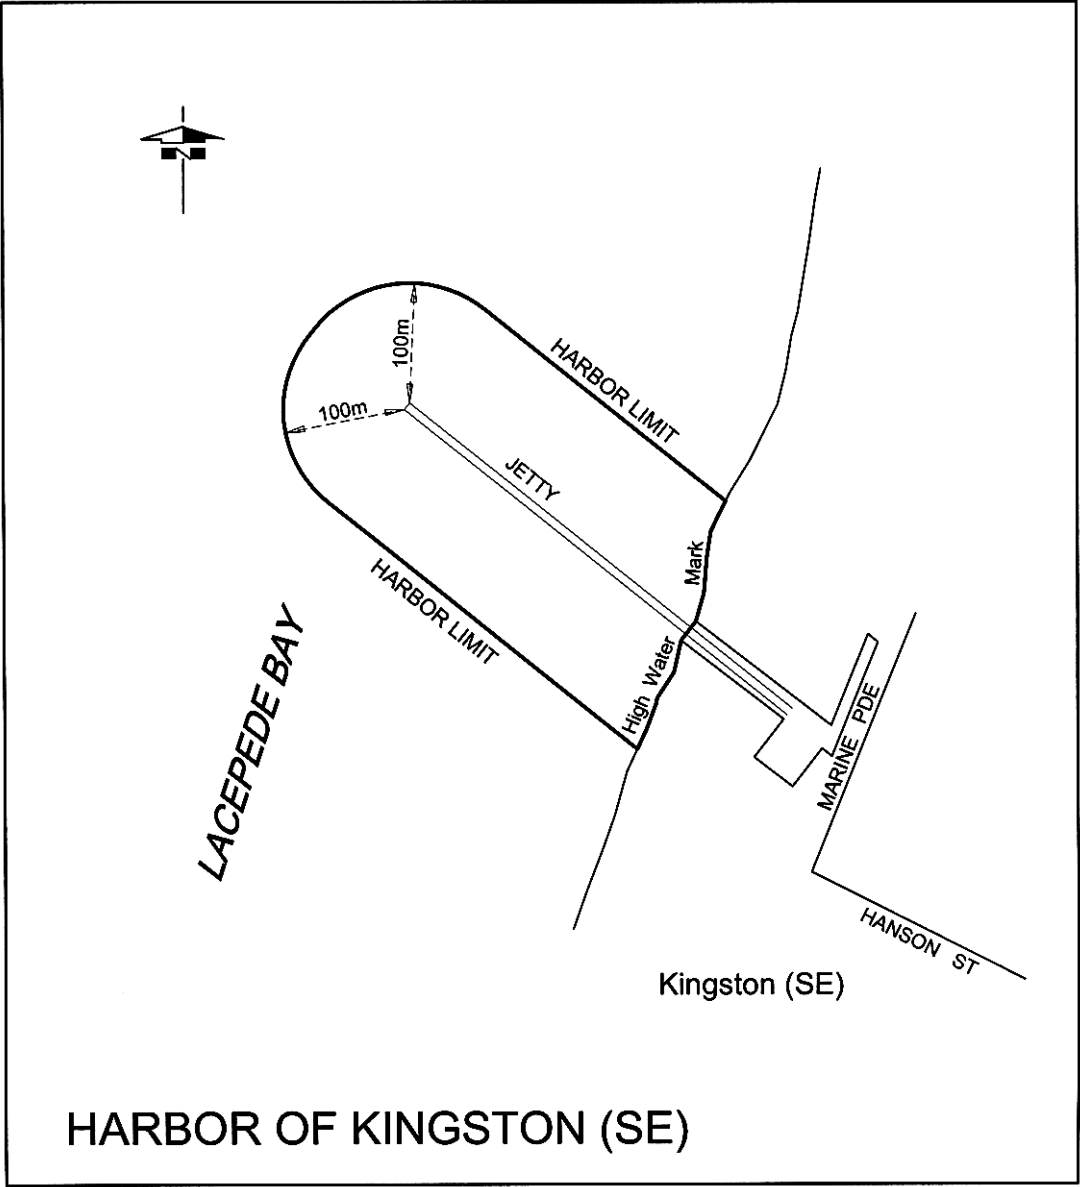 N
100m
100m
HARBOR LIMIT
JETTY
Mark
HARBOR LIMIT
High Water
LACEPEDE BAY
MARINE PDE
HANSON ST
Kingston (SE)
HARBOR OF KINGSTON (SE)